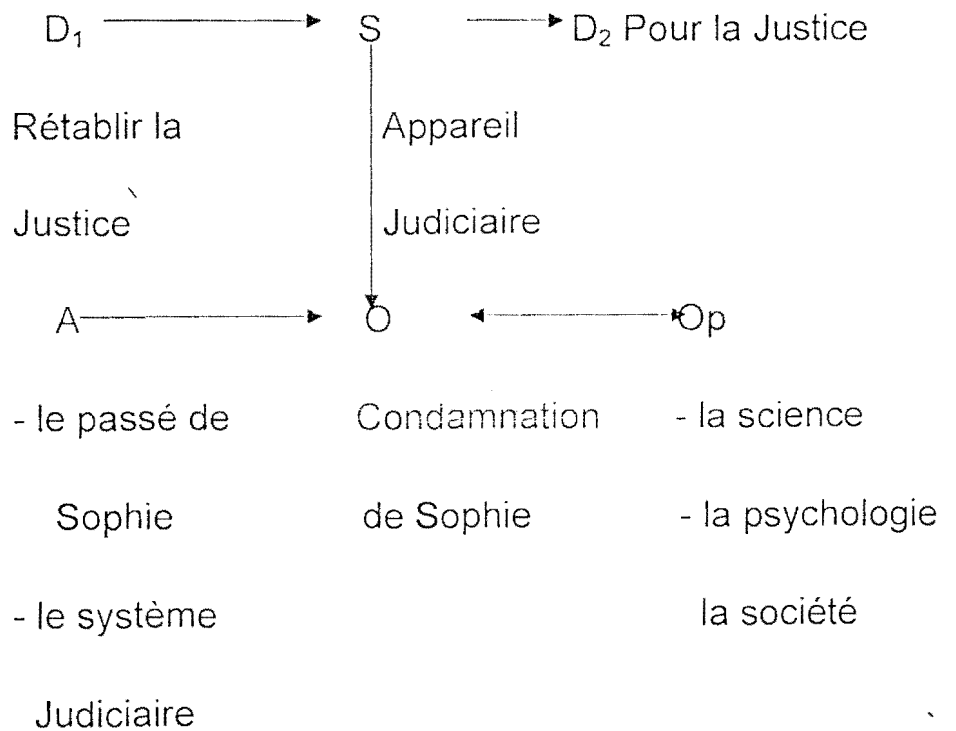 D₁ S D₂ Pour la Justice
Rétablir la Appareil
Justice Judiciaire
A O Op
- le passé de Condamnation - la science
Sophie de Sophie - la psychologie
- le système la société
Judiciaire